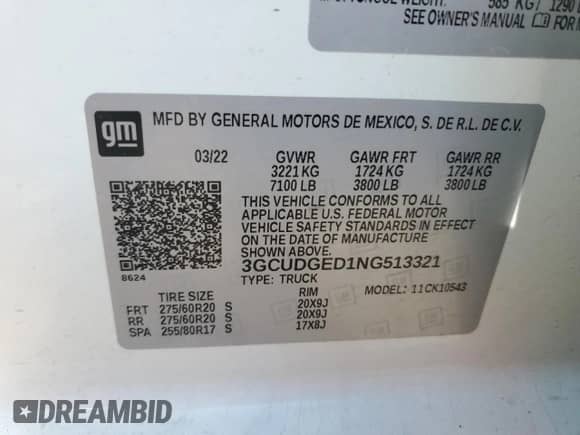 585 KG / 1290
SEE OWNER'S MANUAL FOR
gm
MFD BY GENERAL MOTORS DE MEXICO, S. DE R.L. DE C.V.
03/22 GVWR GAWR FRT GAWR RR
3221 KG 1724 KG 1724 KG
7100 LB 3800 LB 3800 LB
THIS VEHICLE CONFORMS TO ALL
APPLICABLE U.S. FEDERAL MOTOR
VEHICLE SAFETY STANDARDS IN EFFECT
ON THE DATE OF MANUFACTURE SHOWN ABOVE.
3GCUDGED1NG513321
8624 TYPE: TRUCK MODEL: 11CK10543
TIRE SIZE RIM
FRT 275/60R20 S 20X9J
RR 275/60R20 S 20X9J
SPA 255/80R17 S 17X8J
DREAMBID